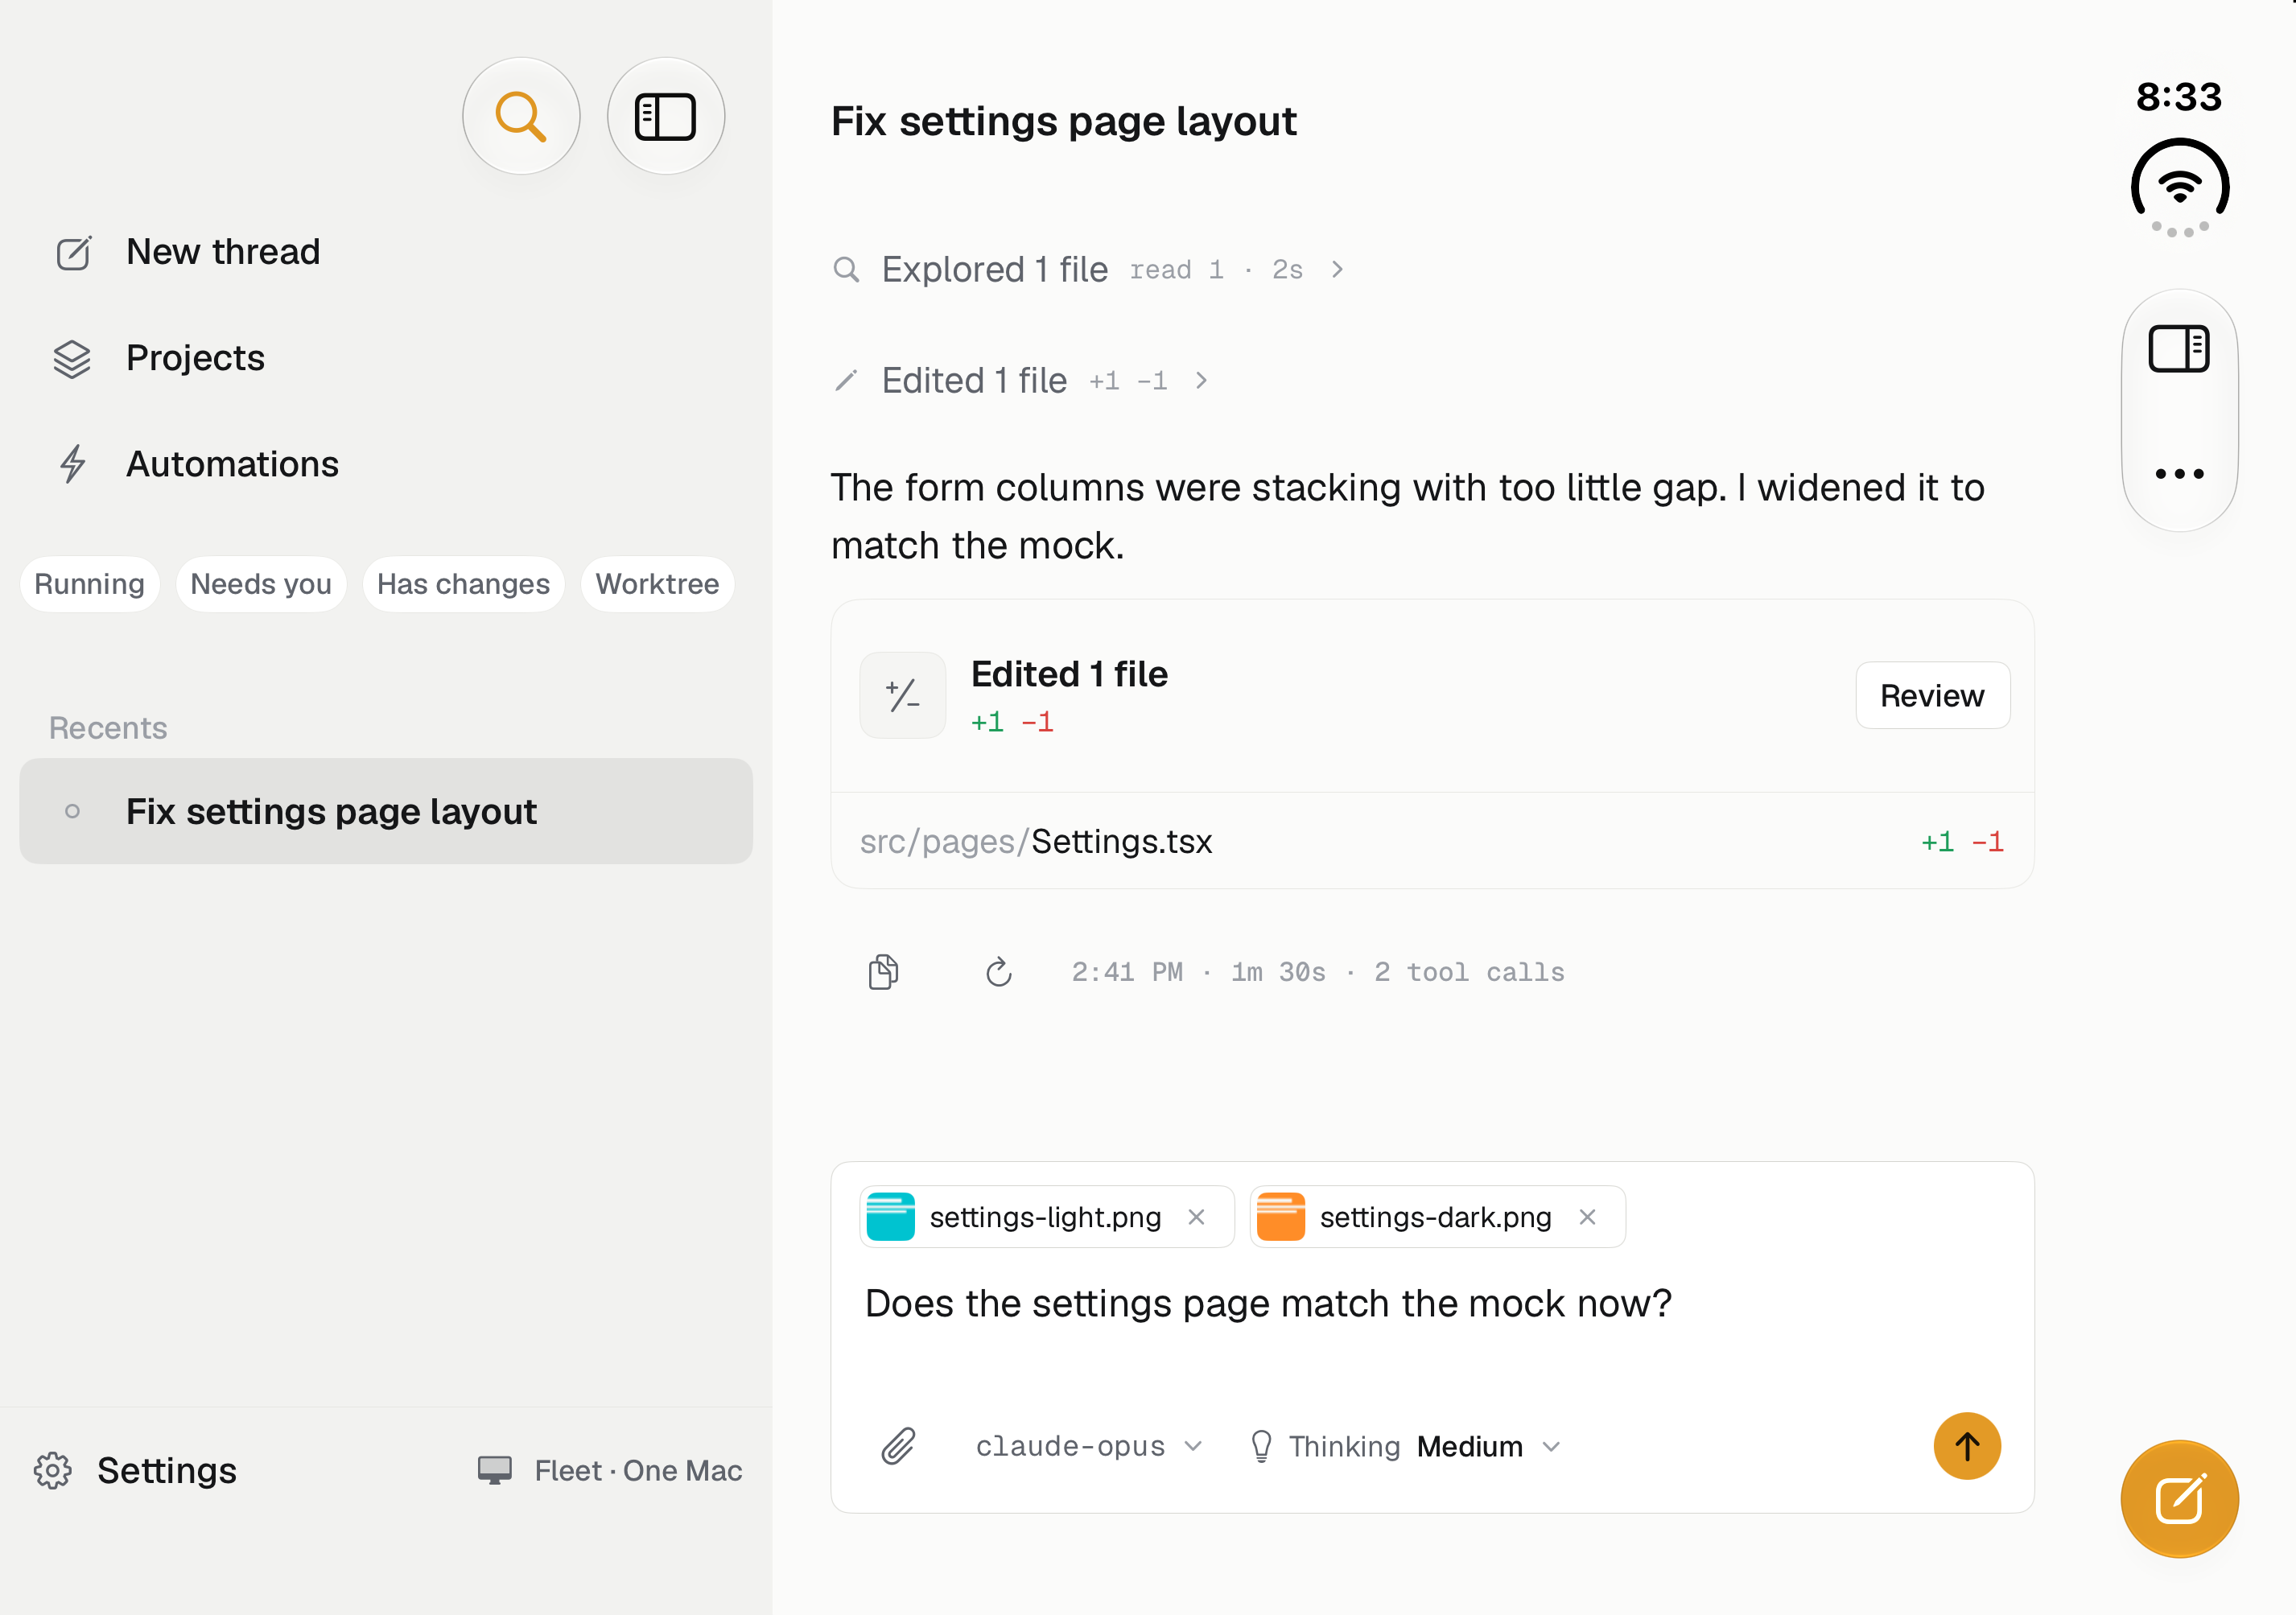 8:33
New thread
Projects
Automations
Running
Needs you
Has changes
Worktree
Recents
Fix settings page layout
Settings
Fleet · One Mac
Fix settings page layout
Explored 1 file read 1 · 2s
Edited 1 file +1 −1
The form columns were stacking with too little gap. I widened it to
match the mock.
Edited 1 file
+1 −1
Review
src/pages/Settings.tsx +1 −1
2:41 PM · 1m 30s · 2 tool calls
settings-light.png
settings-dark.png
Does the settings page match the mock now?
claude-opus
Thinking Medium